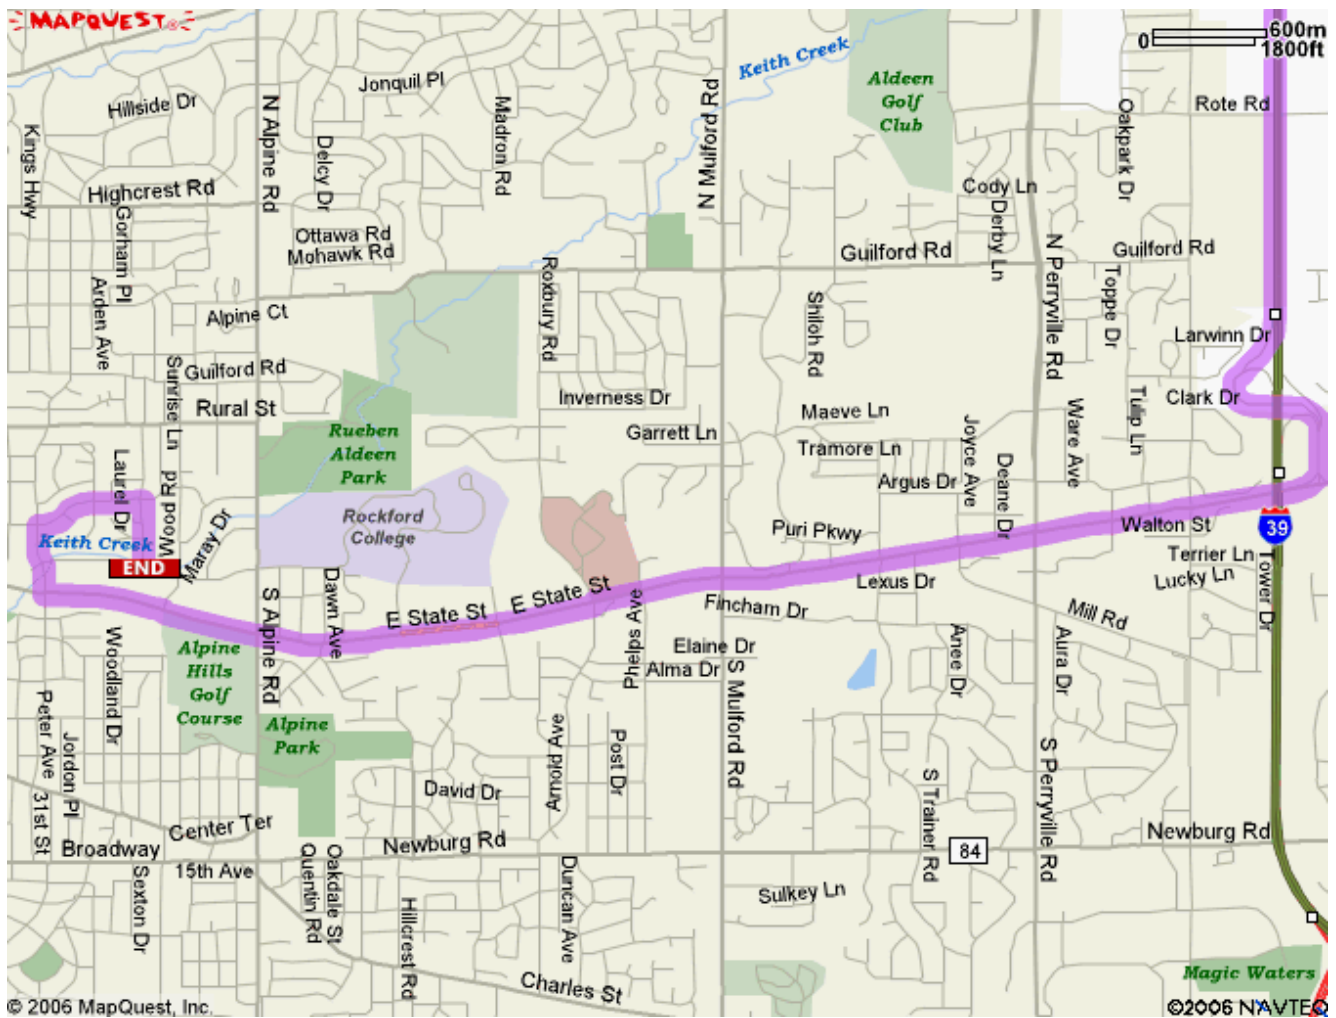 MAPQUEST
0 600m
1800ft
Keith Creek
Aldeen
Golf
Club
Jonquil Pl
Hillside Dr
Kings Hwy
N Alpine Rd
Delcy Dr
Madron Rd
N Mulford Rd
Oakpark Dr
Rote Rd
Highcrest Rd
Gorham Pl
Cody Ln
Derby Ln
Ottawa Rd
Mohawk Rd
Guilford Rd
N Perryville Rd
Guilford Rd
Arden Ave
Alpine Ct
Roxbury Rd
Shiloh Rd
Toppe Dr
Larwinn Dr
Sunrise Ln
Guilford Rd
Rural St
Inverness Dr
Maeve Ln
Clark Dr
Tulip Ln
Ware Ave
Joyce Ave
Rueben
Aldeen
Park
Garrett Ln
Tramore Ln
Argus Dr
Deane Dr
Laurel Dr
Wood Rd
Maray Dr
Rockford
College
Puri Pkwy
Walton St
39
Keith Creek
END
Terrier Ln
Lucky Ln
Tower Dr
Lexus Dr
Mill Rd
Dawn Ave
E State St
E State St
Fincham Dr
Phelps Ave
S Alpine Rd
Alpine
Hills
Golf
Course
Woodland Dr
Elaine Dr
Alma Dr
S Mulford Rd
Anee Dr
Aura Dr
Peter Ave
Jordon Pl
Alpine
Park
Arnold Ave
Post Dr
S Perryville Rd
31st St
Center Ter
David Dr
S Trainer Rd
Broadway
Newburg Rd
84
Newburg Rd
15th Ave
Sexton Dr
Quentin Rd
Oakdale St
Hillcrest Rd
Duncan Ave
Sulkey Ln
Charles St
Magic Waters
© 2006 MapQuest, Inc.
©2006 NAVTEQ